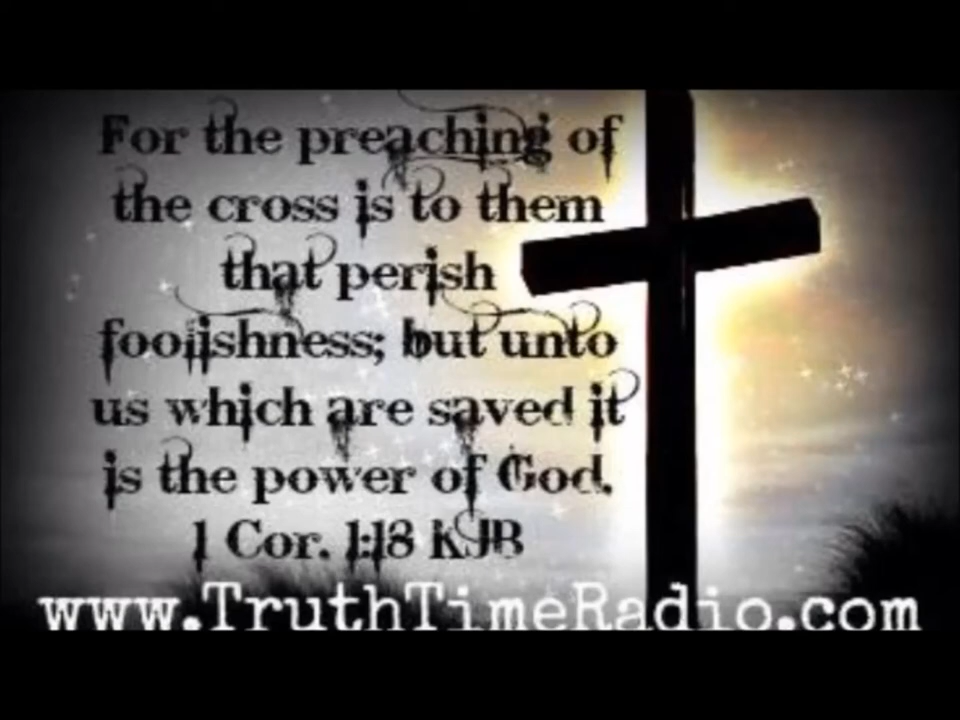 For the preaching of
the cross is to them
that perish
foolishness; but unto
us which are saved it
is the power of God.
1 Cor. 1:18 KJB
www.TruthTimeRadio.com